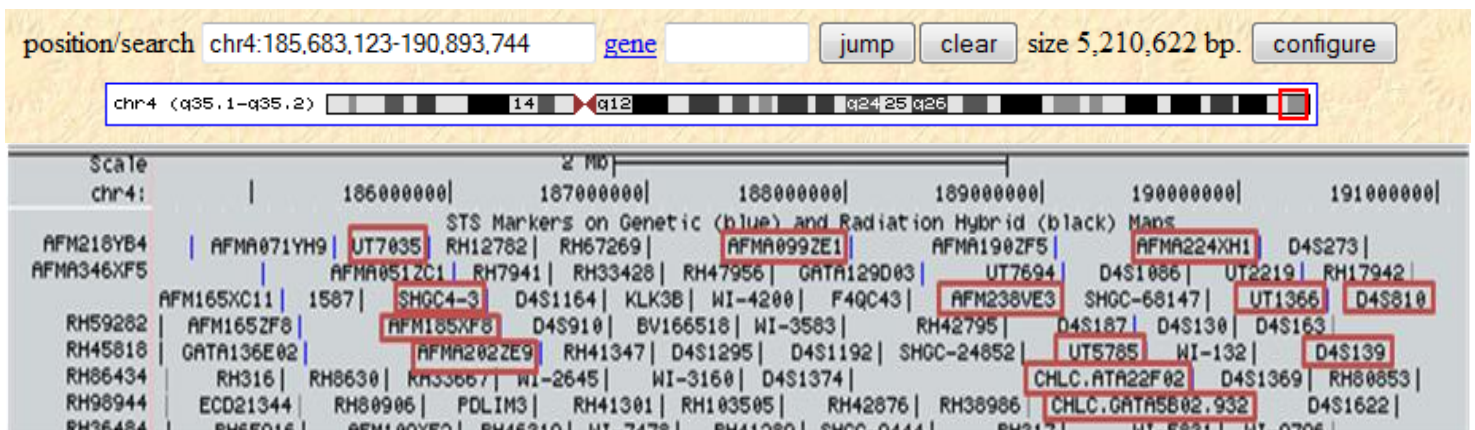 position/search chr4:185,683,123-190,893,744 gene jump clear size 5,210,622 bp. configure
chr4 (q35.1-q35.2) 14 q12 q24 25 q26
Scale 2 Mb
chr4: 186000000 187000000 188000000 189000000 190000000 191000000
STS Markers on Genetic (blue) and Radiation Hybrid (black) Maps
AFM218YB4 AFMA071YH9 UT7035 RH12782 RH67269 AFMA099ZE1 AFMA190ZF5 AFMA224XH1 D4S273
AFMA346XF5 AFMA051ZC1 RH7941 RH33428 RH47956 GATA129D03 UT7694 D4S1086 UT2219 RH17942
AFM165XC11 1587 SHGC4-3 D4S1164 KLK3B WI-4200 F4QC43 AFM238VE3 SHGC-68147 UT1366 D4S810
RH59282 AFM165ZF8 AFM185XF8 D4S910 BV166518 WI-3583 RH42795 D4S187 D4S130 D4S163
RH45818 GATA136E02 AFMA202ZE9 RH41347 D4S1295 D4S1192 SHGC-24852 UT5785 WI-132 D4S139
RH86434 RH316 RH8630 RH33667 WI-2645 WI-3160 D4S1374 CHLC.ATA22F02 D4S1369 RH80853
RH98944 ECD21344 RH80906 PDLIM3 RH41301 RH103505 RH42876 RH38986 CHLC.GATA5B02.932 D4S1622